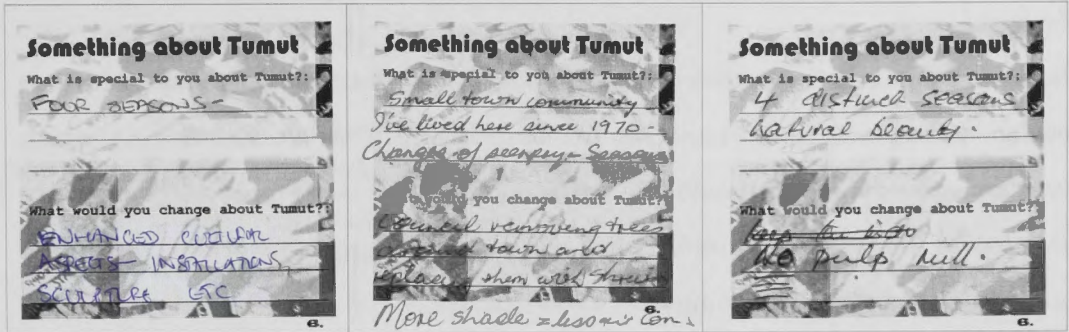 Something about Tumut
What is special to you about Tumut?:
FOUR SEASONS-
What would you change about Tumut?:
ENHANCED CULTURAL
ASPECTS- INSTALLATIONS,
SCULPTURE ETC
6.
Something about Tumut
What is special to you about Tumut?:
Small town community
I've lived here since 1970-
Changes of scenery- Seasons
would you change about Tumut?
Council removing trees
around town and
replacing them with shrubs
More shade = less air con.
6.
Something about Tumut
What is special to you about Tumut?:
4 distinct seasons
natural beauty.
What would you change about Tumut?
No pulp mill.
6.